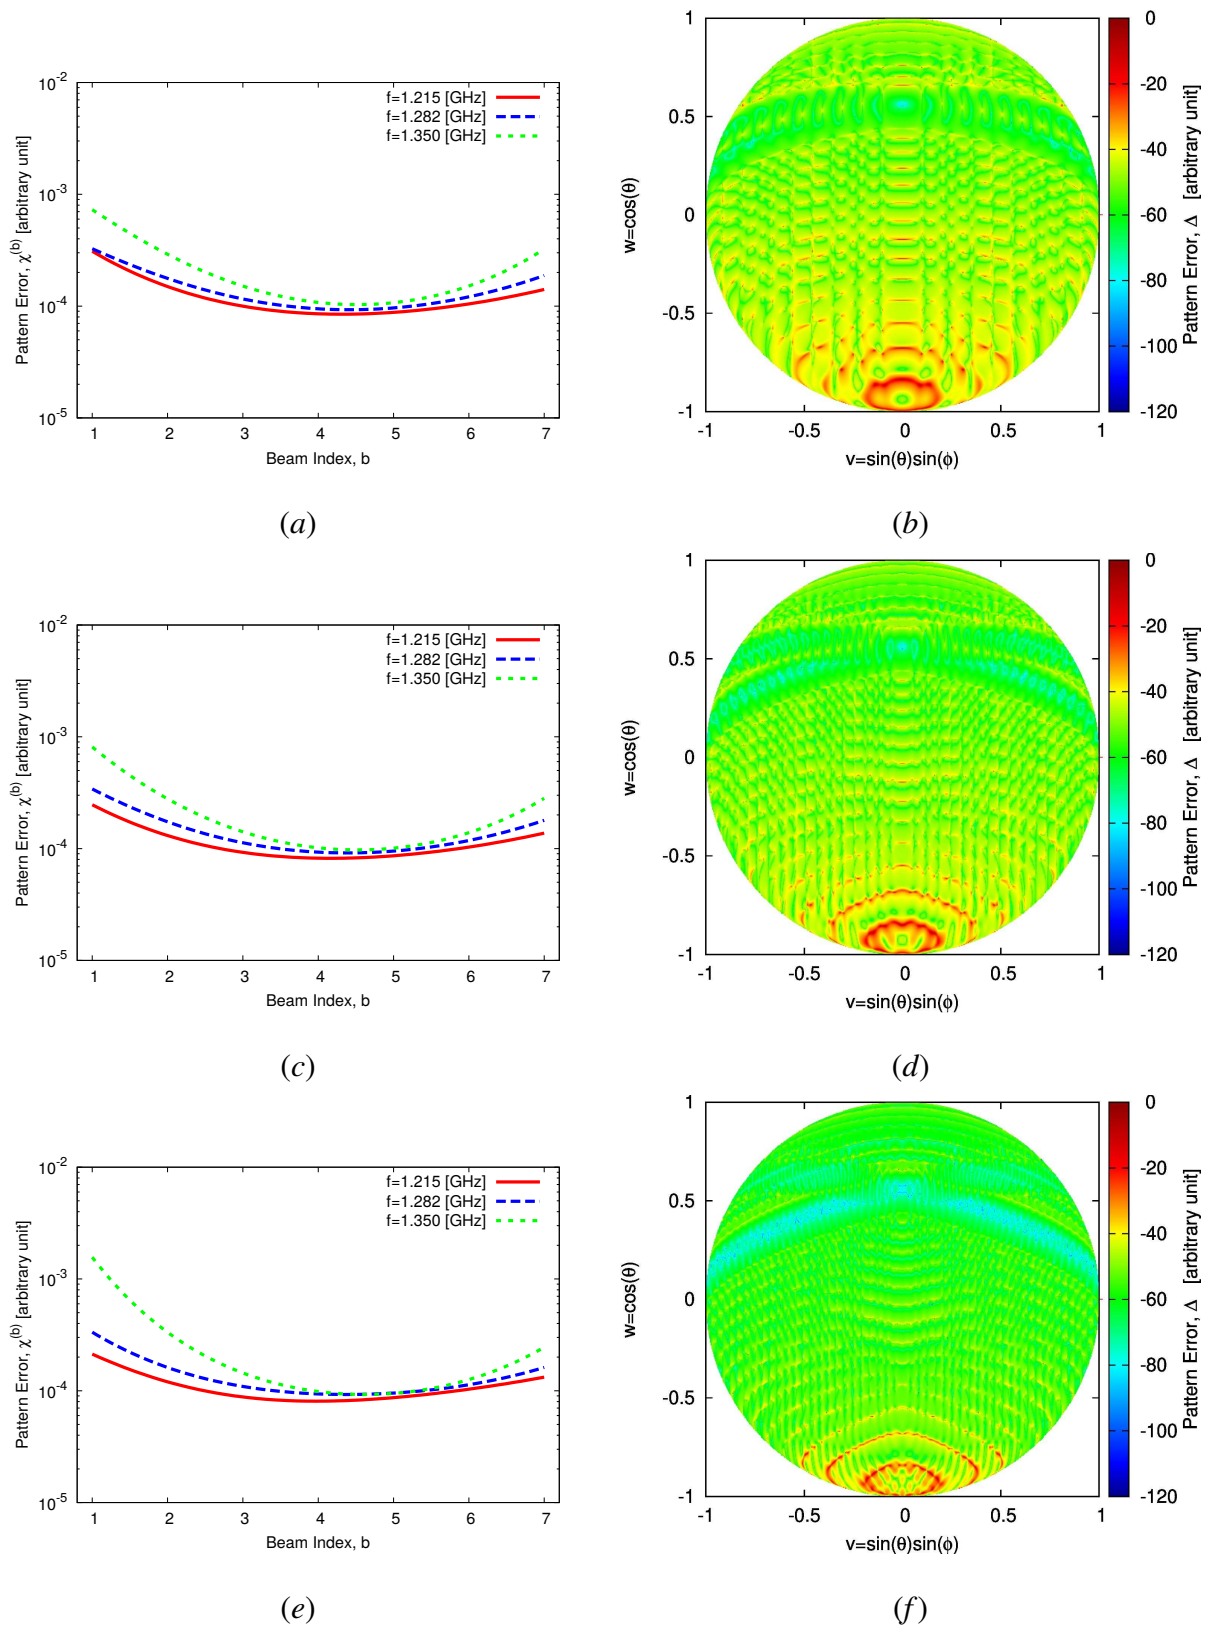 10^-2
10^-3
10^-4
10^-5
Pattern Error, χ^(b) [arbitrary unit]
f=1.215 [GHz]
f=1.282 [GHz]
f=1.350 [GHz]
1 2 3 4 5 6 7
Beam Index, b
(a)
1
0.5
0
-0.5
-1
w=cos(θ)
-1 -0.5 0 0.5 1
v=sin(θ)sin(ϕ)
0
-20
-40
-60
-80
-100
-120
Pattern Error, Δ [arbitrary unit]
(b)
10^-2
10^-3
10^-4
10^-5
Pattern Error, χ^(b) [arbitrary unit]
f=1.215 [GHz]
f=1.282 [GHz]
f=1.350 [GHz]
1 2 3 4 5 6 7
Beam Index, b
(c)
1
0.5
0
-0.5
-1
w=cos(θ)
-1 -0.5 0 0.5 1
v=sin(θ)sin(ϕ)
0
-20
-40
-60
-80
-100
-120
Pattern Error, Δ [arbitrary unit]
(d)
10^-2
10^-3
10^-4
10^-5
Pattern Error, χ^(b) [arbitrary unit]
f=1.215 [GHz]
f=1.282 [GHz]
f=1.350 [GHz]
1 2 3 4 5 6 7
Beam Index, b
(e)
1
0.5
0
-0.5
-1
w=cos(θ)
-1 -0.5 0 0.5 1
v=sin(θ)sin(ϕ)
0
-20
-40
-60
-80
-100
-120
Pattern Error, Δ [arbitrary unit]
(f)